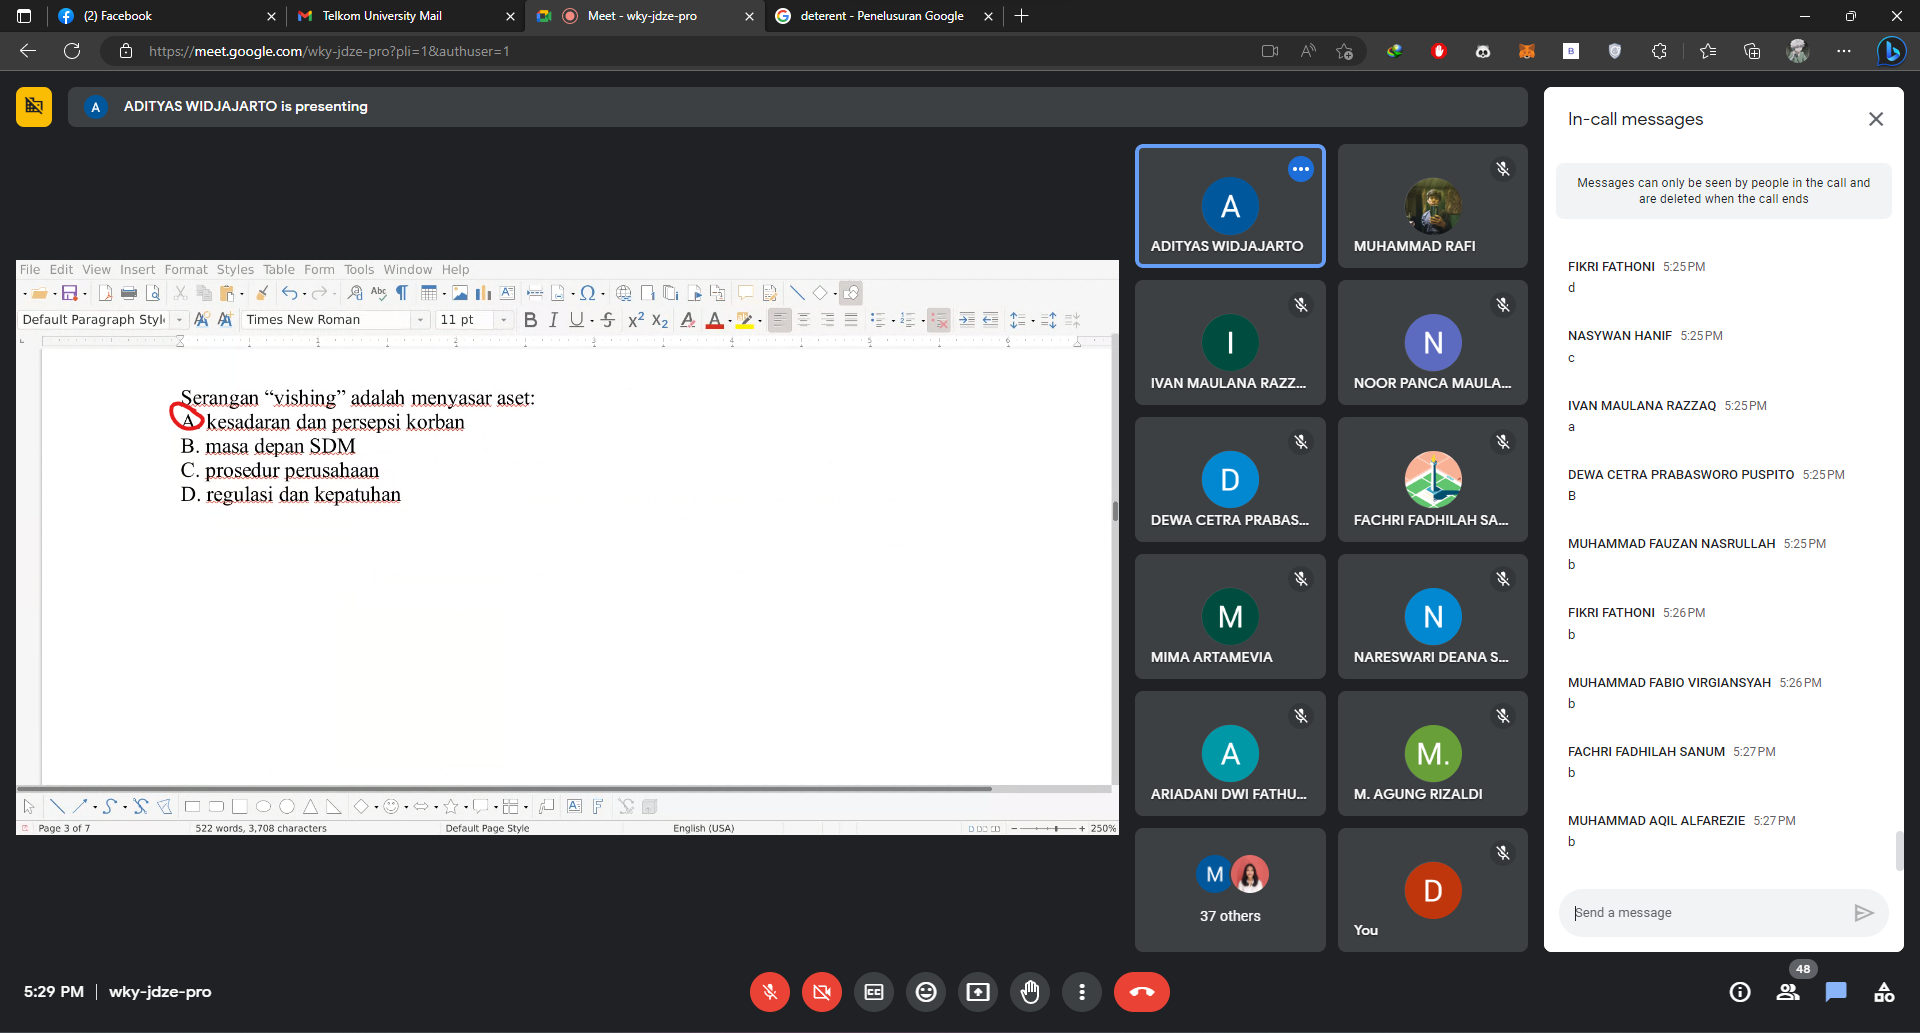 (2) Facebook
Telkom University Mail
Meet - wky-jdze-pro
deterent - Penelusuran Google
https://meet.google.com/wky-jdze-pro?pli=1&authuser=1
A
ADITYAS WIDJAJARTO is presenting
File Edit View Insert Format Styles Table Form Tools Window Help
Default Paragraph Style
Times New Roman
11 pt
Serangan “vishing” adalah menyasar aset:
A. kesadaran dan persepsi korban
B. masa depan SDM
C. prosedur perusahaan
D. regulasi dan kepatuhan
Page 3 of 7
522 words, 3,708 characters
Default Page Style
English (USA)
250%
A
ADITYAS WIDJAJARTO
MUHAMMAD RAFI
I
IVAN MAULANA RAZZ...
N
NOOR PANCA MAULA...
D
DEWA CETRA PRABAS...
FACHRI FADHILAH SA...
M
MIMA ARTAMEVIA
N
NARESWARI DEANA S...
A
ARIADANI DWI FATHU...
M.
M. AGUNG RIZALDI
M
37 others
D
You
In-call messages
Messages can only be seen by people in the call and
are deleted when the call ends
FIKRI FATHONI 5:25 PM
d
NASYWAN HANIF 5:25 PM
c
IVAN MAULANA RAZZAQ 5:25 PM
a
DEWA CETRA PRABASWORO PUSPITO 5:25 PM
B
MUHAMMAD FAUZAN NASRULLAH 5:25 PM
b
FIKRI FATHONI 5:26 PM
b
MUHAMMAD FABIO VIRGIANSYAH 5:26 PM
b
FACHRI FADHILAH SANUM 5:27 PM
b
MUHAMMAD AQIL ALFAREZIE 5:27 PM
b
Send a message
5:29 PM | wky-jdze-pro
48